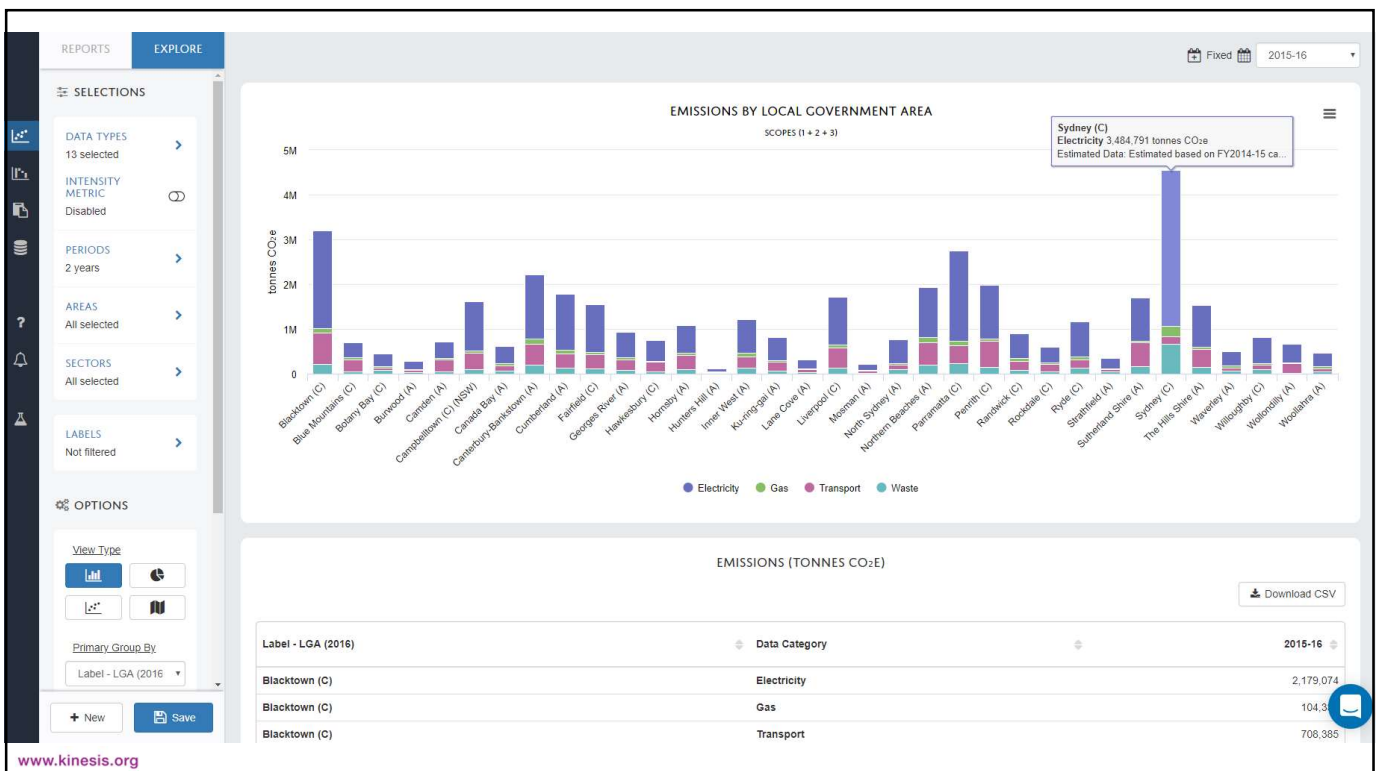 REPORTS
EXPLORE
SELECTIONS
DATA TYPES
13 selected
INTENSITY
METRIC
Disabled
PERIODS
2 years
AREAS
All selected
SECTORS
All selected
LABELS
Not filtered
OPTIONS
View Type
Primary Group By
Label - LGA (2016
+ New
Save
Fixed
2015-16
EMISSIONS BY LOCAL GOVERNMENT AREA
SCOPES (1 + 2 + 3)
Sydney (C)
Electricity 3,484,791 tonnes CO₂e
Estimated Data: Estimated based on FY2014-15 ca...
tonnes CO₂e
5M
4M
3M
2M
1M
0
Blacktown (C)
Blue Mountains (C)
Botany Bay (C)
Burwood (A)
Camden (A)
Campbelltown (C) (NSW)
Canada Bay (A)
Canterbury-Bankstown (A)
Cumberland (A)
Fairfield (C)
Georges River (A)
Hawkesbury (C)
Hornsby (A)
Hunters Hill (A)
Inner West (A)
Ku-ring-gai (A)
Lane Cove (A)
Liverpool (C)
Mosman (A)
North Sydney (A)
Northern Beaches (A)
Parramatta (C)
Penrith (C)
Randwick (C)
Rockdale (C)
Ryde (C)
Strathfield (A)
Sutherland Shire (A)
Sydney (C)
The Hills Shire (A)
Waverley (A)
Willoughby (C)
Wollondilly (A)
Woollahra (A)
Electricity
Gas
Transport
Waste
EMISSIONS (TONNES CO₂E)
Download CSV
Label - LGA (2016) Data Category 2015-16
Blacktown (C) Electricity 2,179,074
Blacktown (C) Gas
Blacktown (C) Transport 708,385
www.kinesis.org